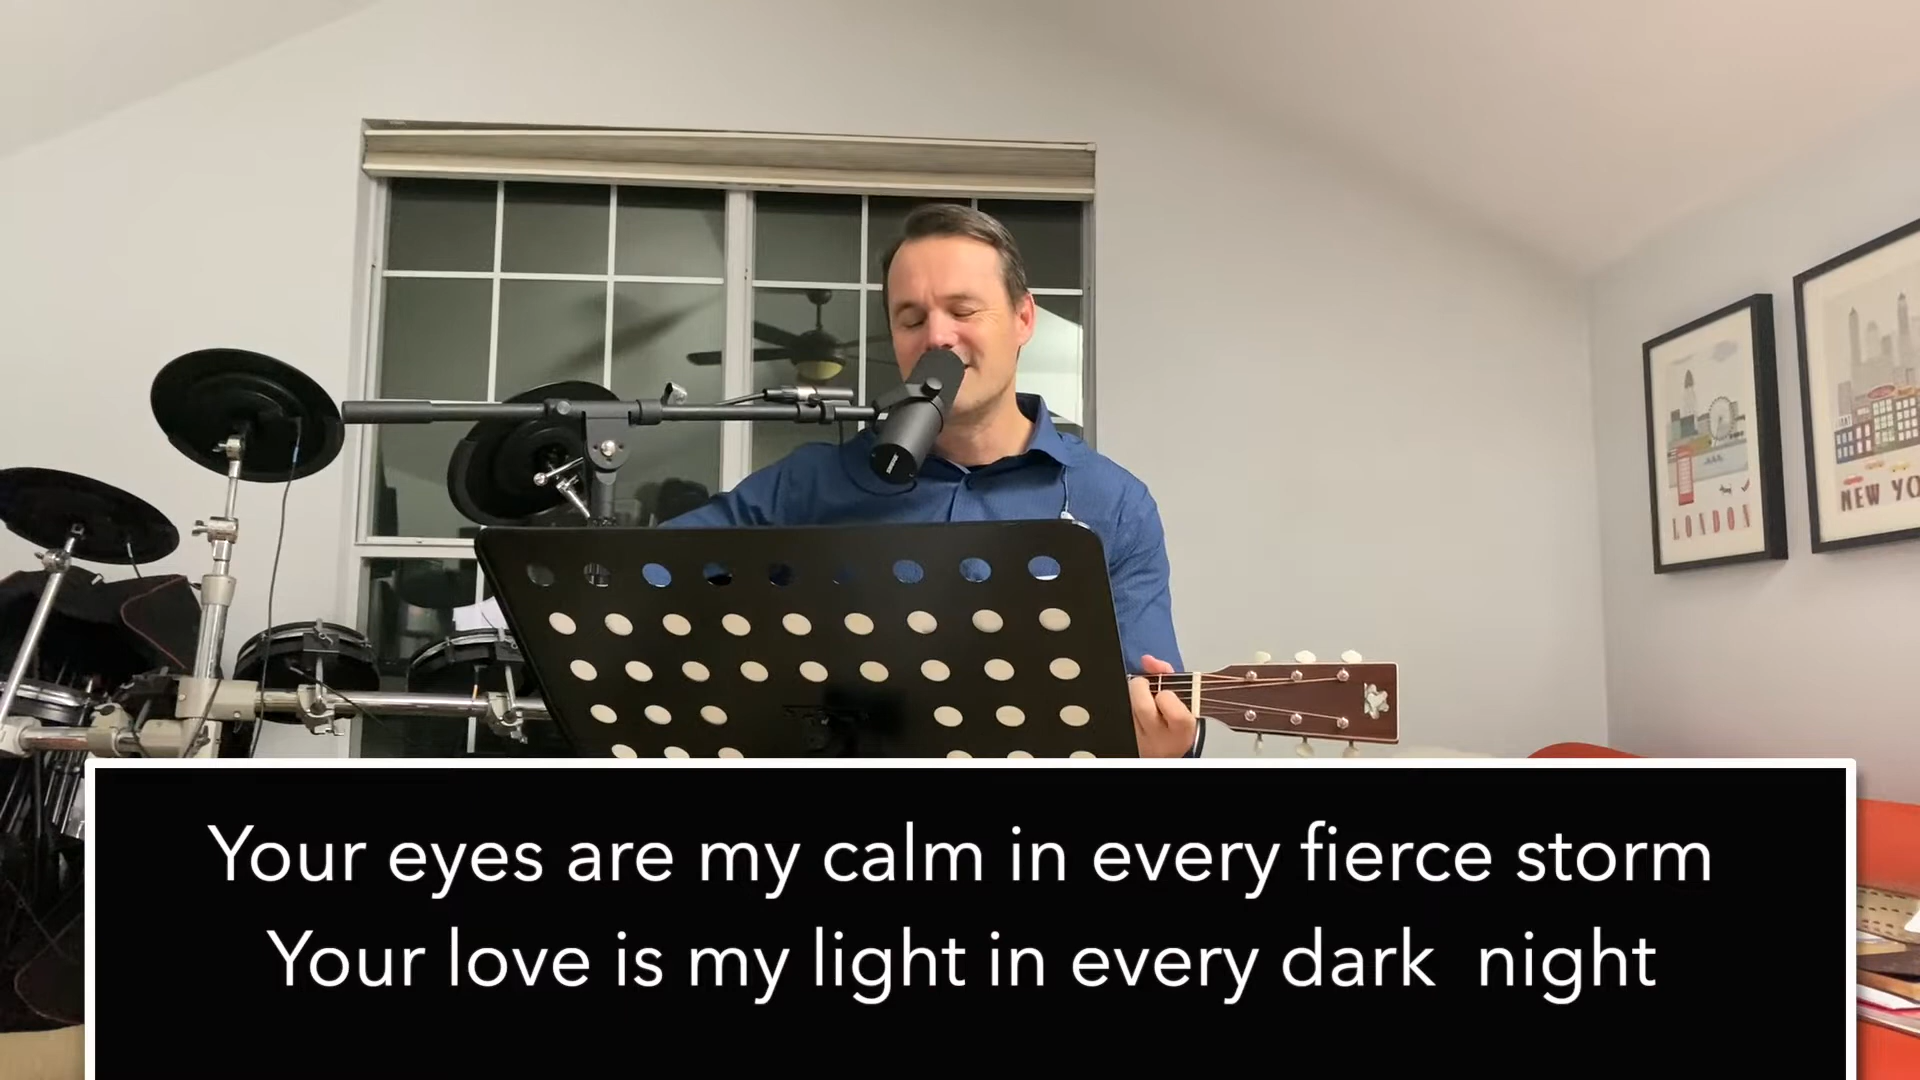 SHURE
LONDON
NEW YO
Your eyes are my calm in every fierce storm
Your love is my light in every dark  night